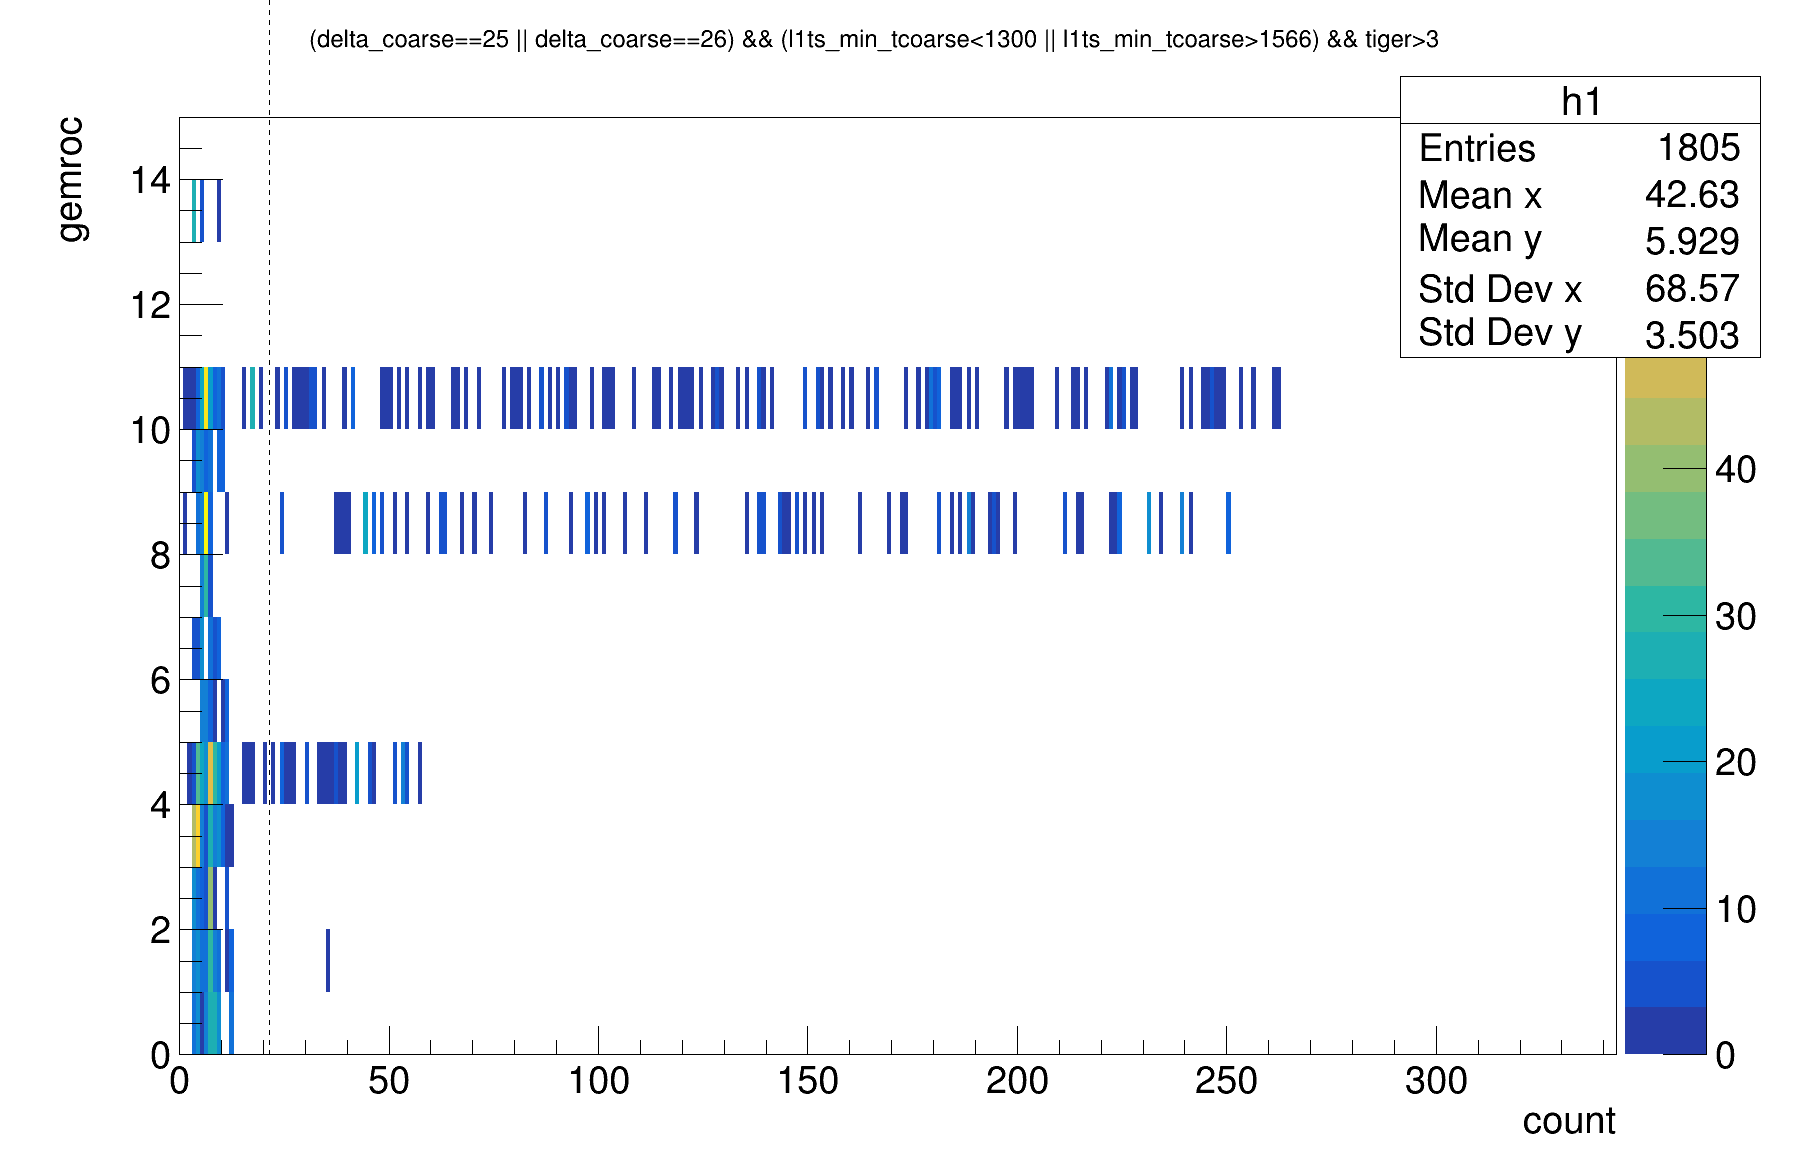 (delta_coarse==25 || delta_coarse==26) && (l1ts_min_tcoarse<1300 || l1ts_min_tcoarse>1566) && tiger>3
h1
Entries 1805
Mean x 42.63
Mean y 5.929
Std Dev x 68.57
Std Dev y 3.503
gemroc
14
12
10
8
6
4
2
0
40
30
20
10
0
0 50 100 150 200 250 300
count